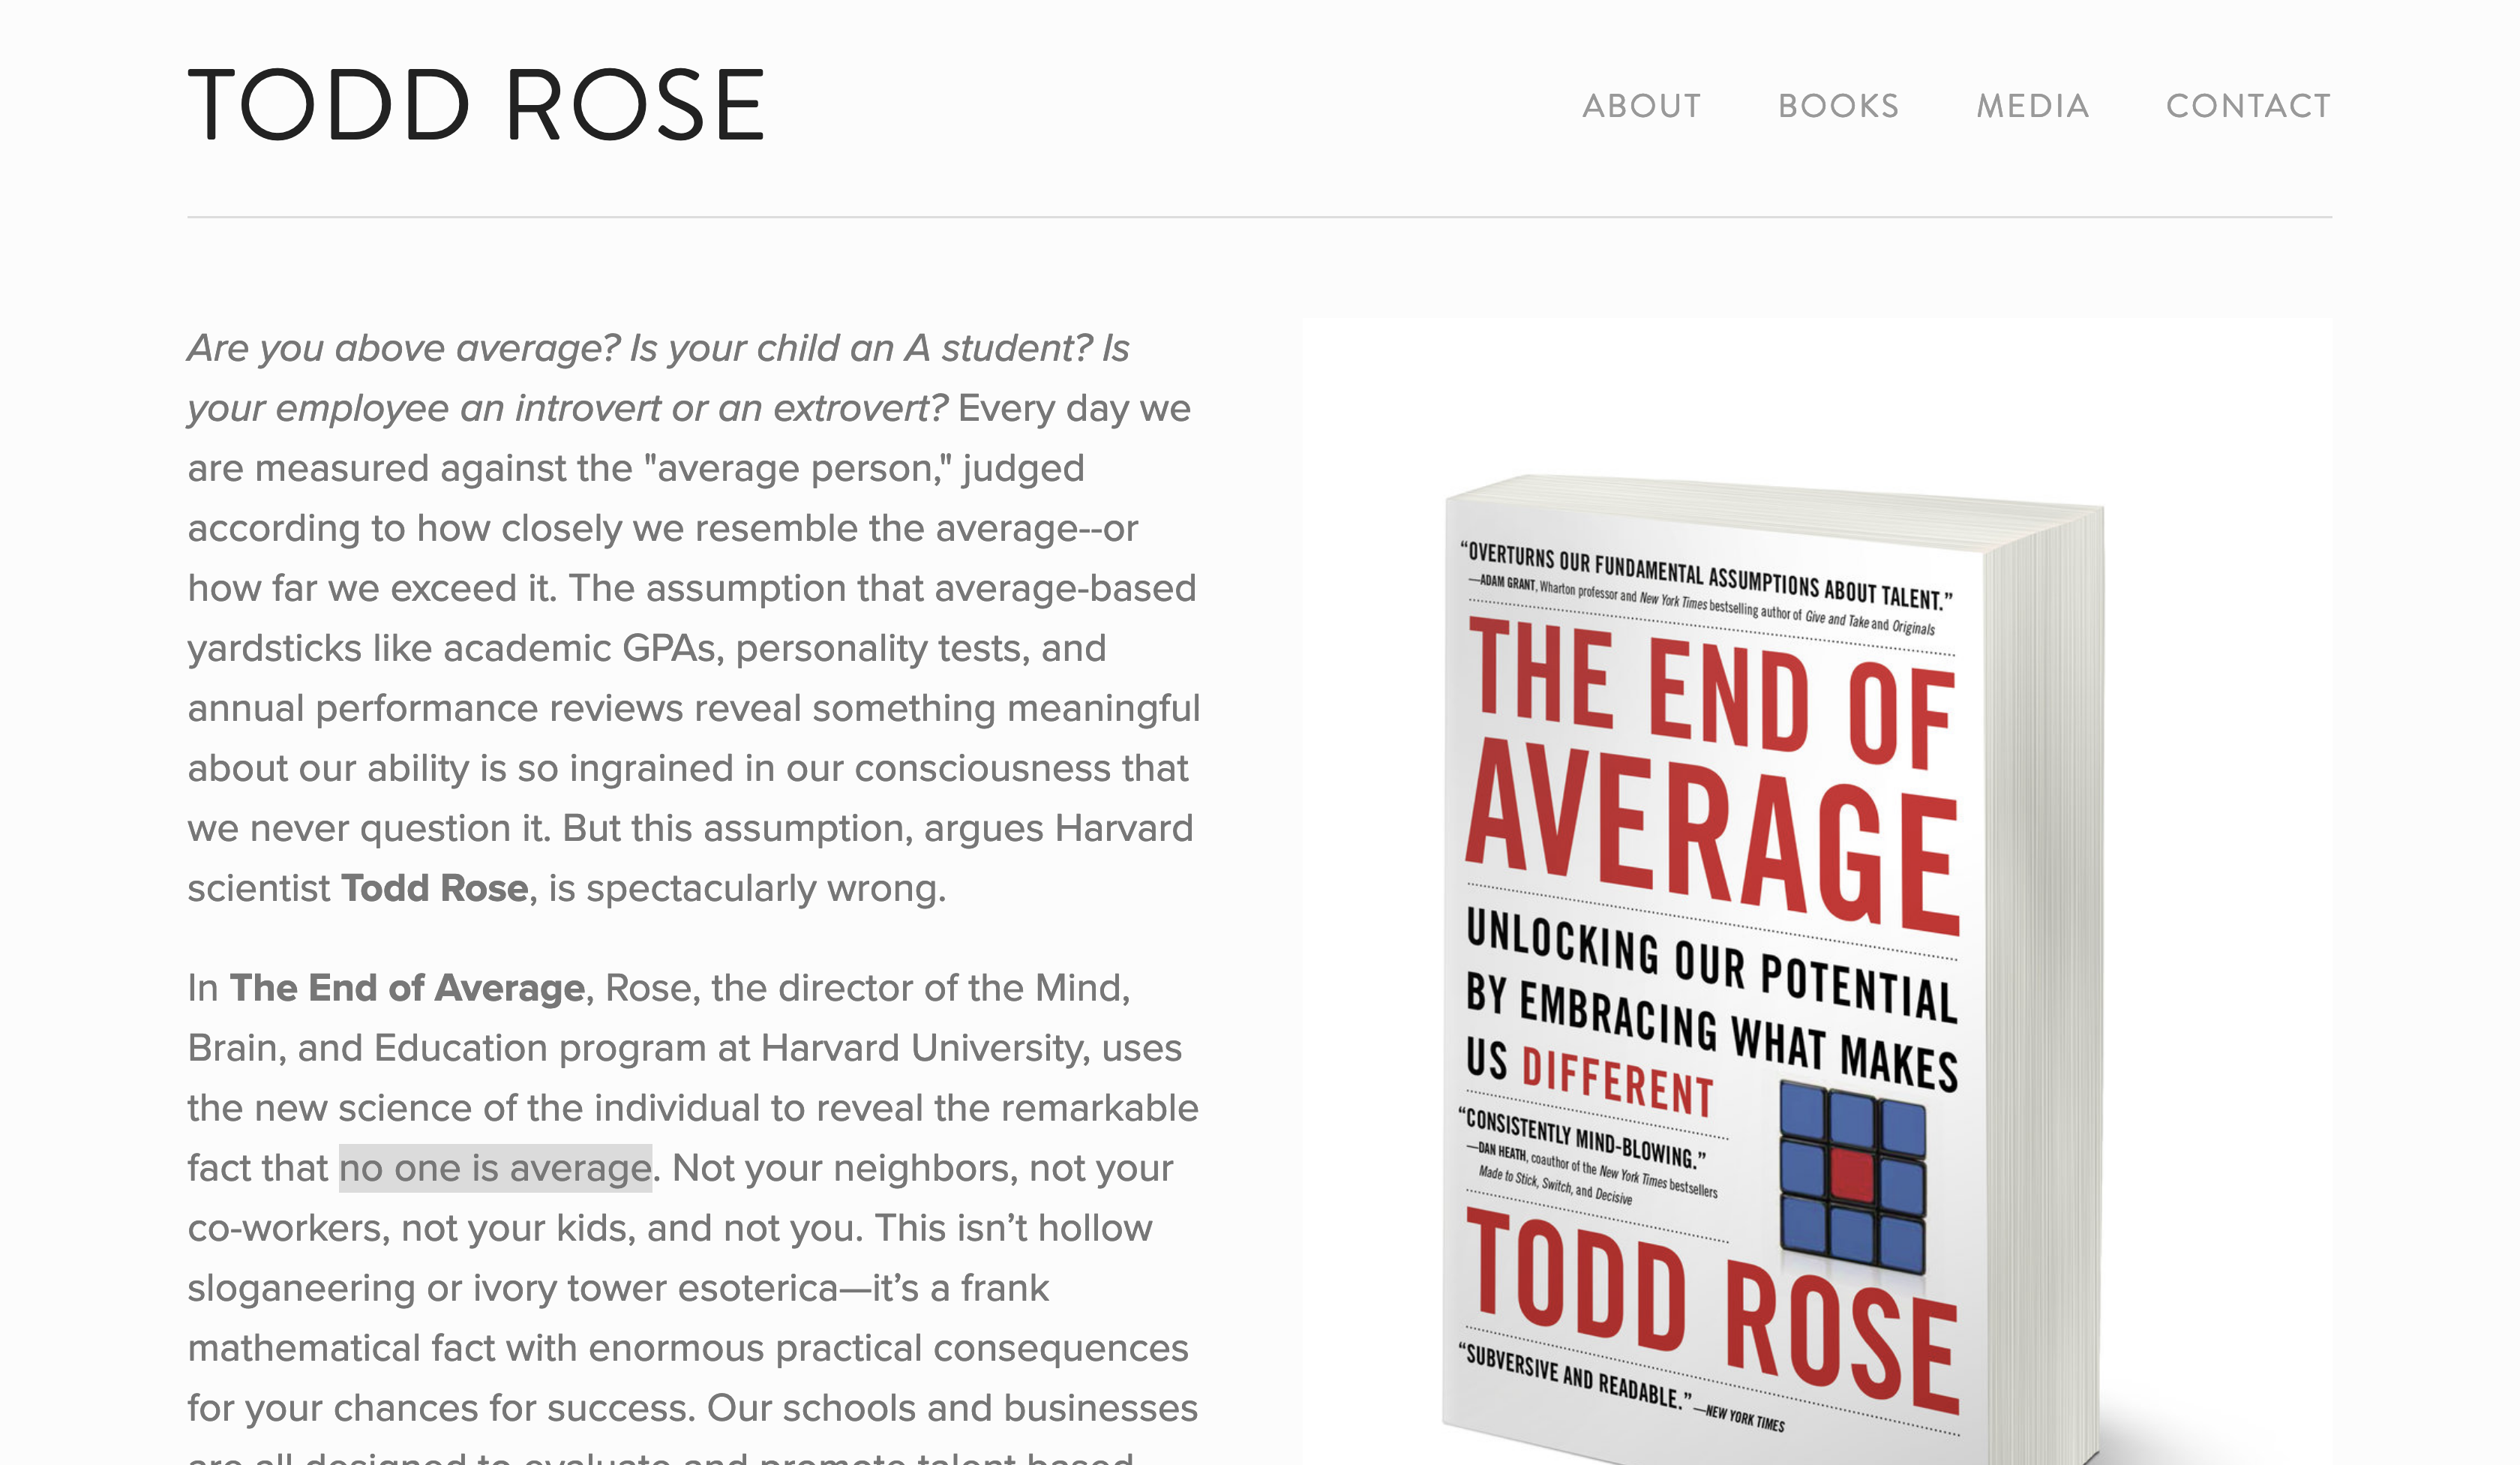 TODD ROSE
ABOUT BOOKS MEDIA CONTACT
Are you above average? Is your child an A student? Is
your employee an introvert or an extrovert? Every day we
are measured against the "average person," judged
according to how closely we resemble the average--or
how far we exceed it. The assumption that average-based
yardsticks like academic GPAs, personality tests, and
annual performance reviews reveal something meaningful
about our ability is so ingrained in our consciousness that
we never question it. But this assumption, argues Harvard
scientist Todd Rose, is spectacularly wrong.
In The End of Average, Rose, the director of the Mind,
Brain, and Education program at Harvard University, uses
the new science of the individual to reveal the remarkable
fact that no one is average. Not your neighbors, not your
co-workers, not your kids, and not you. This isn’t hollow
sloganeering or ivory tower esoterica—it’s a frank
mathematical fact with enormous practical consequences
for your chances for success. Our schools and businesses
are all designed to evaluate and promote talent based
“OVERTURNS OUR FUNDAMENTAL ASSUMPTIONS ABOUT TALENT.”
—ADAM GRANT, Wharton professor and New York Times bestselling author of Give and Take and Originals
THE END OF
AVERAGE
UNLOCKING OUR POTENTIAL
BY EMBRACING WHAT MAKES
US DIFFERENT
“CONSISTENTLY MIND-BLOWING.”
—DAN HEATH, coauthor of the New York Times bestsellers
Made to Stick, Switch, and Decisive
TODD ROSE
“SUBVERSIVE AND READABLE.” —NEW YORK TIMES